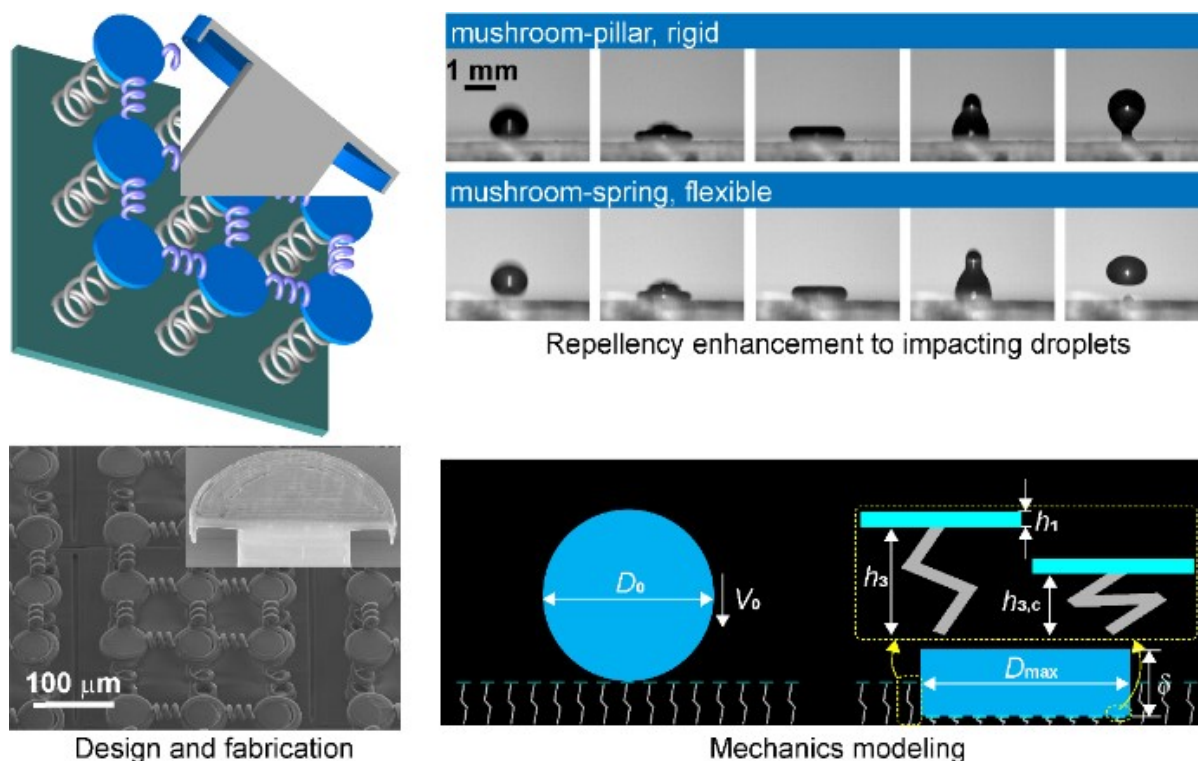 mushroom-pillar, rigid
1 mm
mushroom-spring, flexible
Repellency enhancement to impacting droplets
100 μm
Design and fabrication
D₀
V₀
h₁
h₃
h₃,c
Dmax
δ
Mechanics modeling